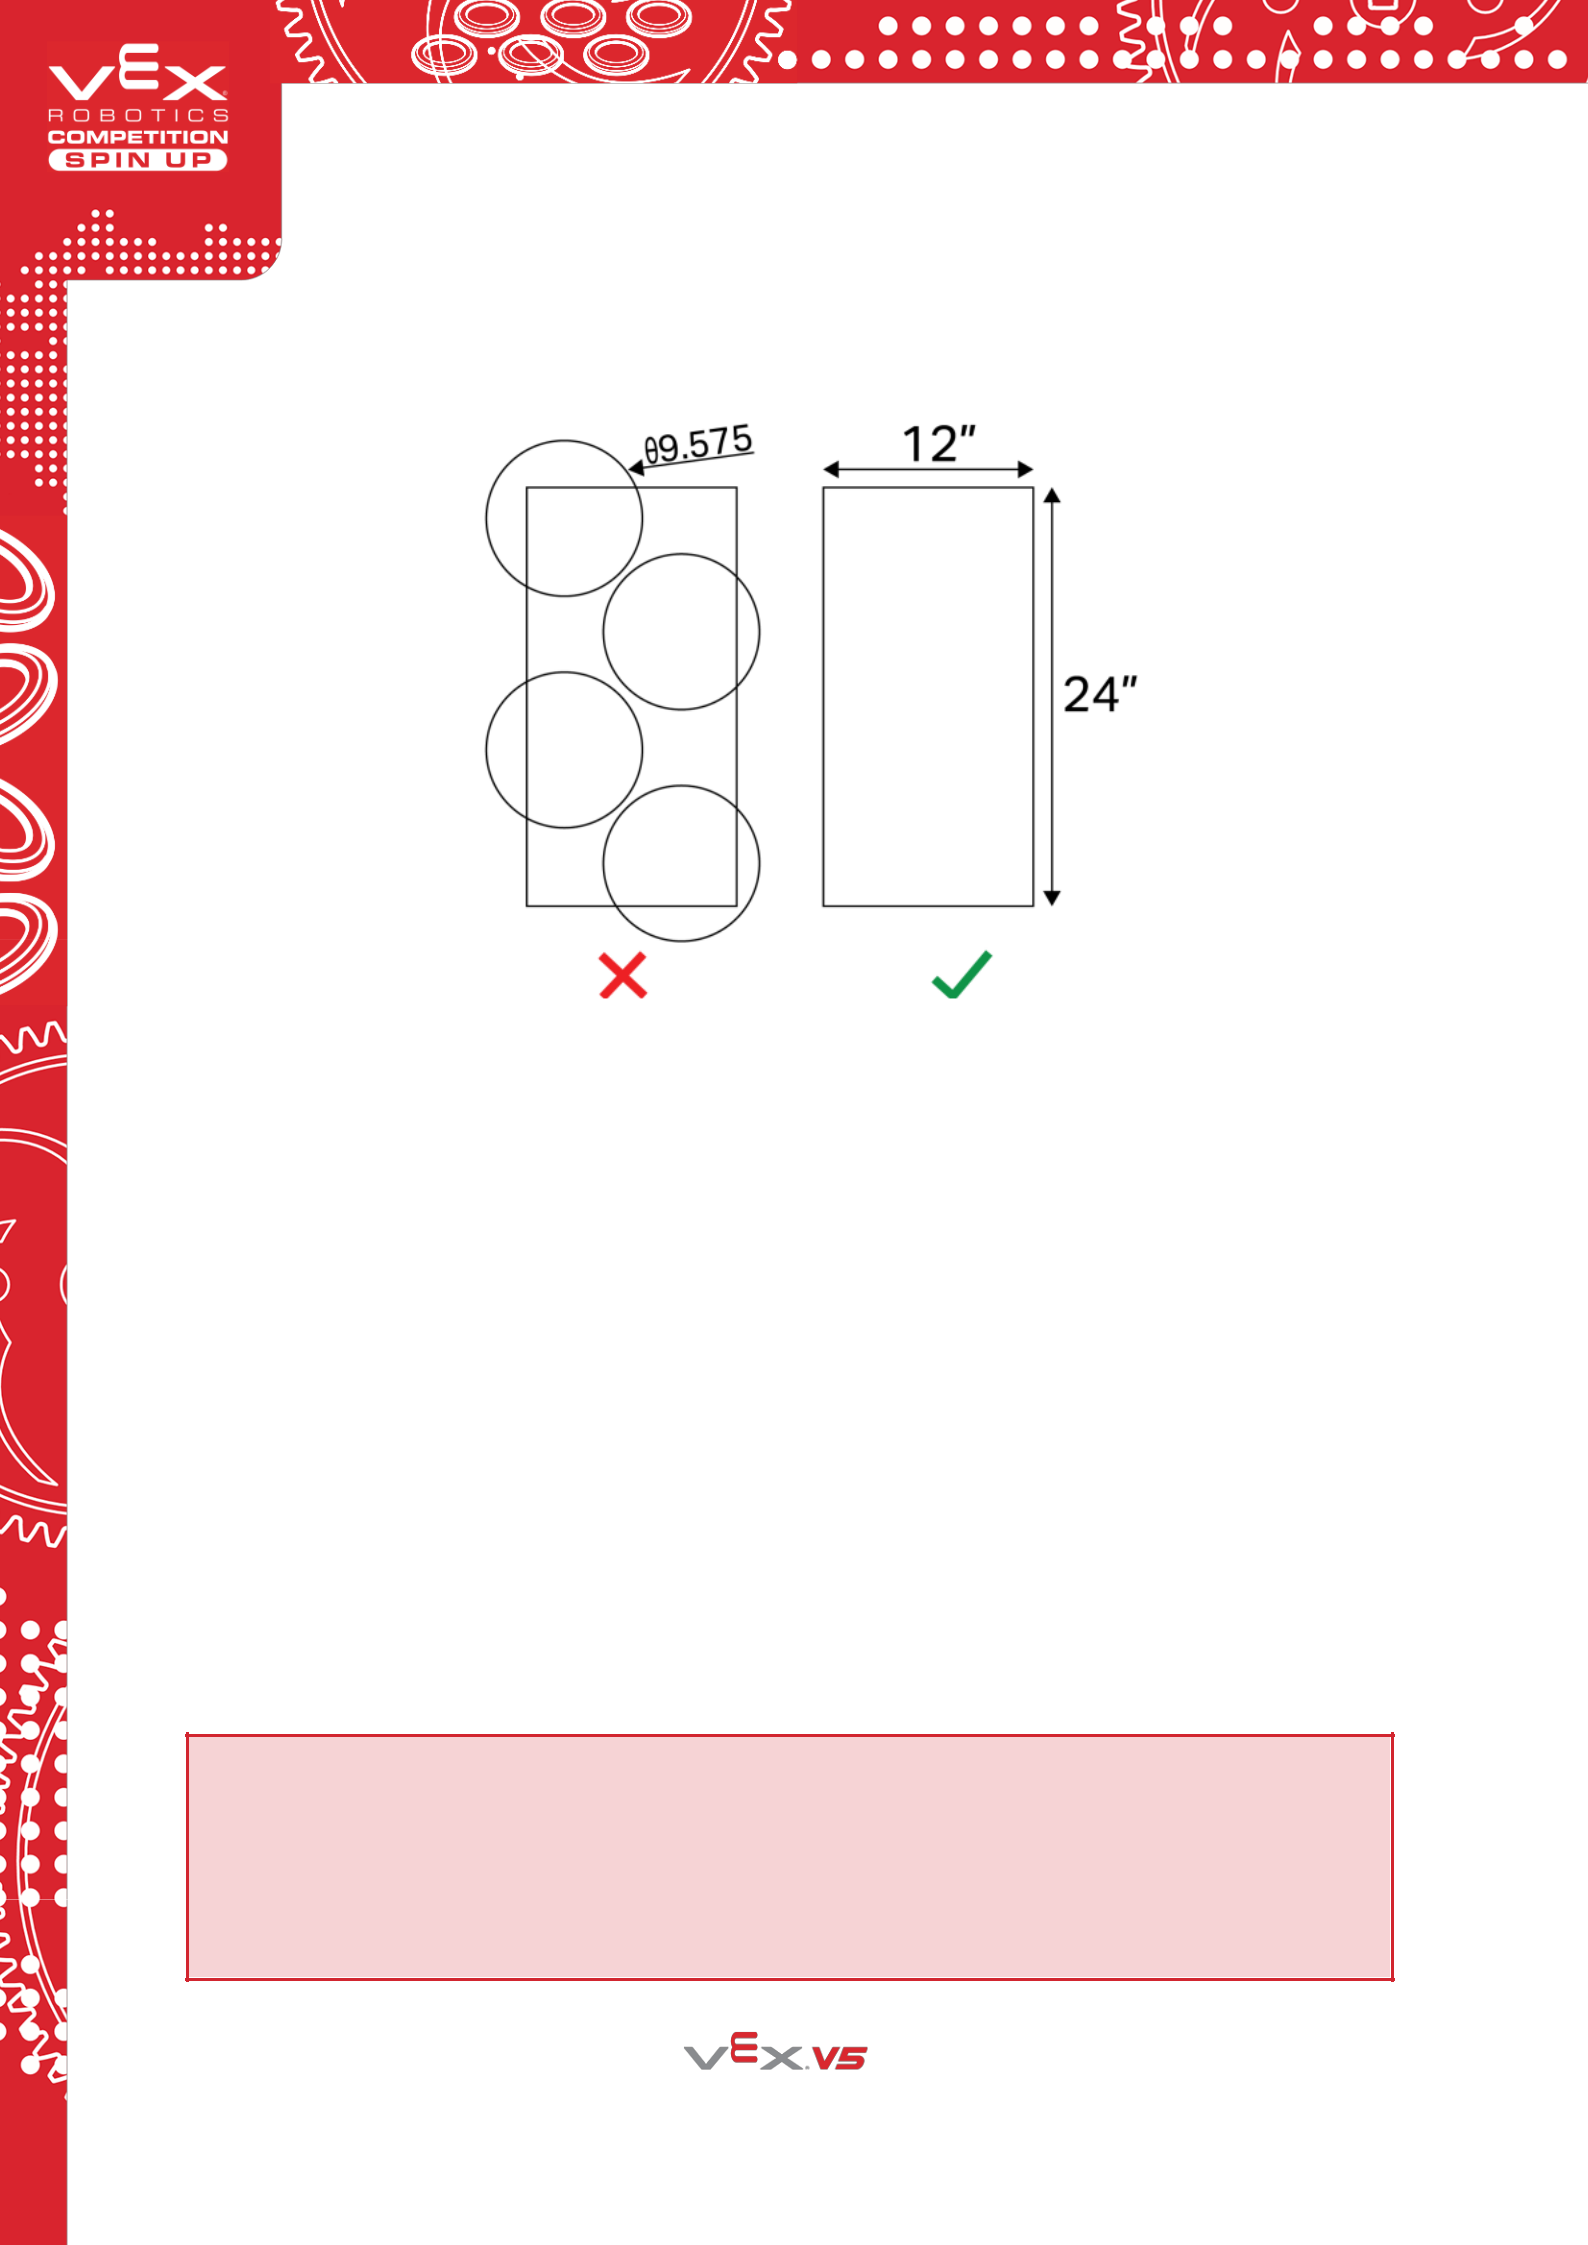 VEX
ROBOTICS
COMPETITION
SPIN UP
θ9.575
12"
24"
VEX V5